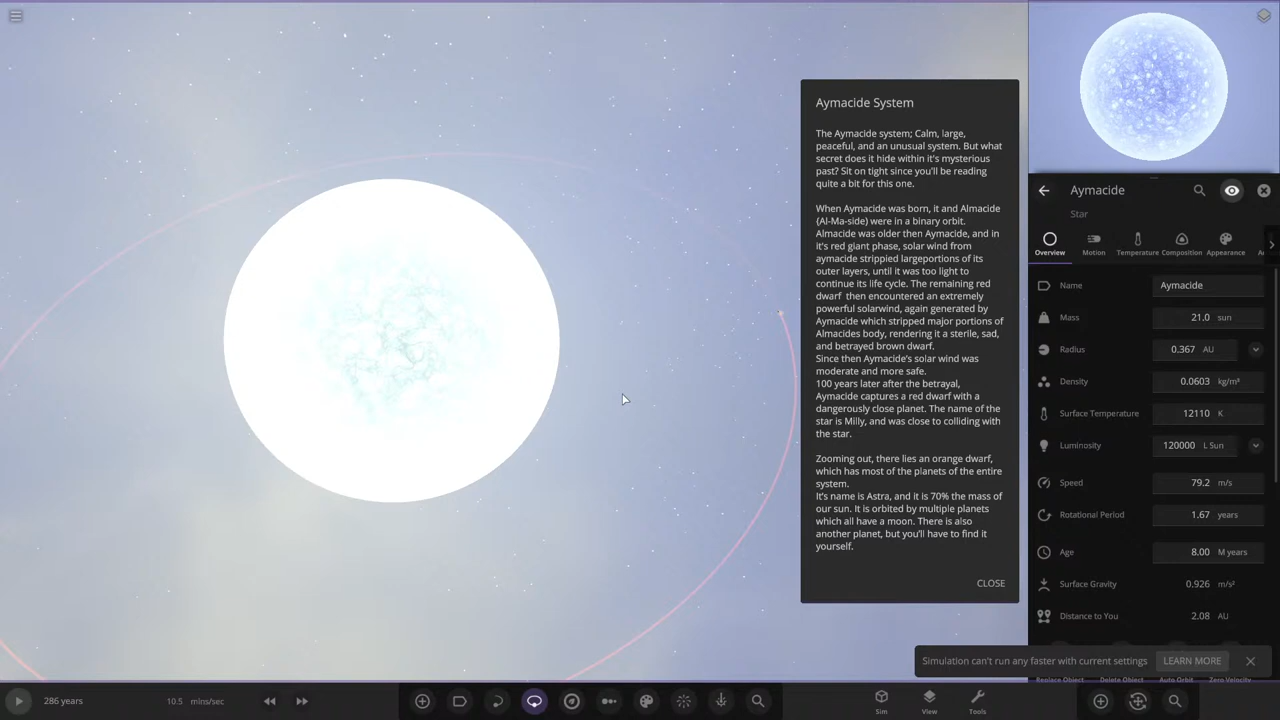 Aymacide System
The Aymacide system; Calm, large,
peaceful, and an unusual system. But what
secret does it hide within it's mysterious
past? Sit on tight since you'll be reading
quite a bit for this one.
When Aymacide was born, it and Almacide
{Al-Ma-side) were in a binary orbit.
Almacide was older then Aymacide, and in
it's red giant phase, solar wind from
aymacide strippied largeportions of its
outer layers, until it was too light to
continue its life cycle. The remaining red
dwarf then encountered an extremely
powerful solarwind, again generated by
Aymacide which stripped major portions of
Almacides body, rendering it a sterile, sad,
and betrayed brown dwarf.
Since then Aymacide's solar wind was
moderate and more safe.
100 years later after the betrayal,
Aymacide captures a red dwarf with a
dangerously close planet. The name of the
star is Milly, and was close to colliding with
the star.
Zooming out, there lies an orange dwarf,
which has most of the planets of the entire
system.
It's name is Astra, and it is 70% the mass of
our sun. It is orbited by multiple planets
which all have a moon. There is also
another planet, but you'll have to find it
yourself.
CLOSE
Aymacide
Star
Overview Motion Temperature Composition Appearance
Name Aymacide
Mass 21.0 sun
Radius 0.367 AU
Density 0.0603 kg/m³
Surface Temperature 12110 K
Luminosity 120000 L Sun
Speed 79.2 m/s
Rotational Period 1.67 years
Age 8.00 M years
Surface Gravity 0.926 m/s²
Distance to You 2.08 AU
Simulation can't run any faster with current settings LEARN MORE
Replace Object Delete Object Auto Orbit Zero Velocity
286 years 10.5 mins/sec Sim View Tools